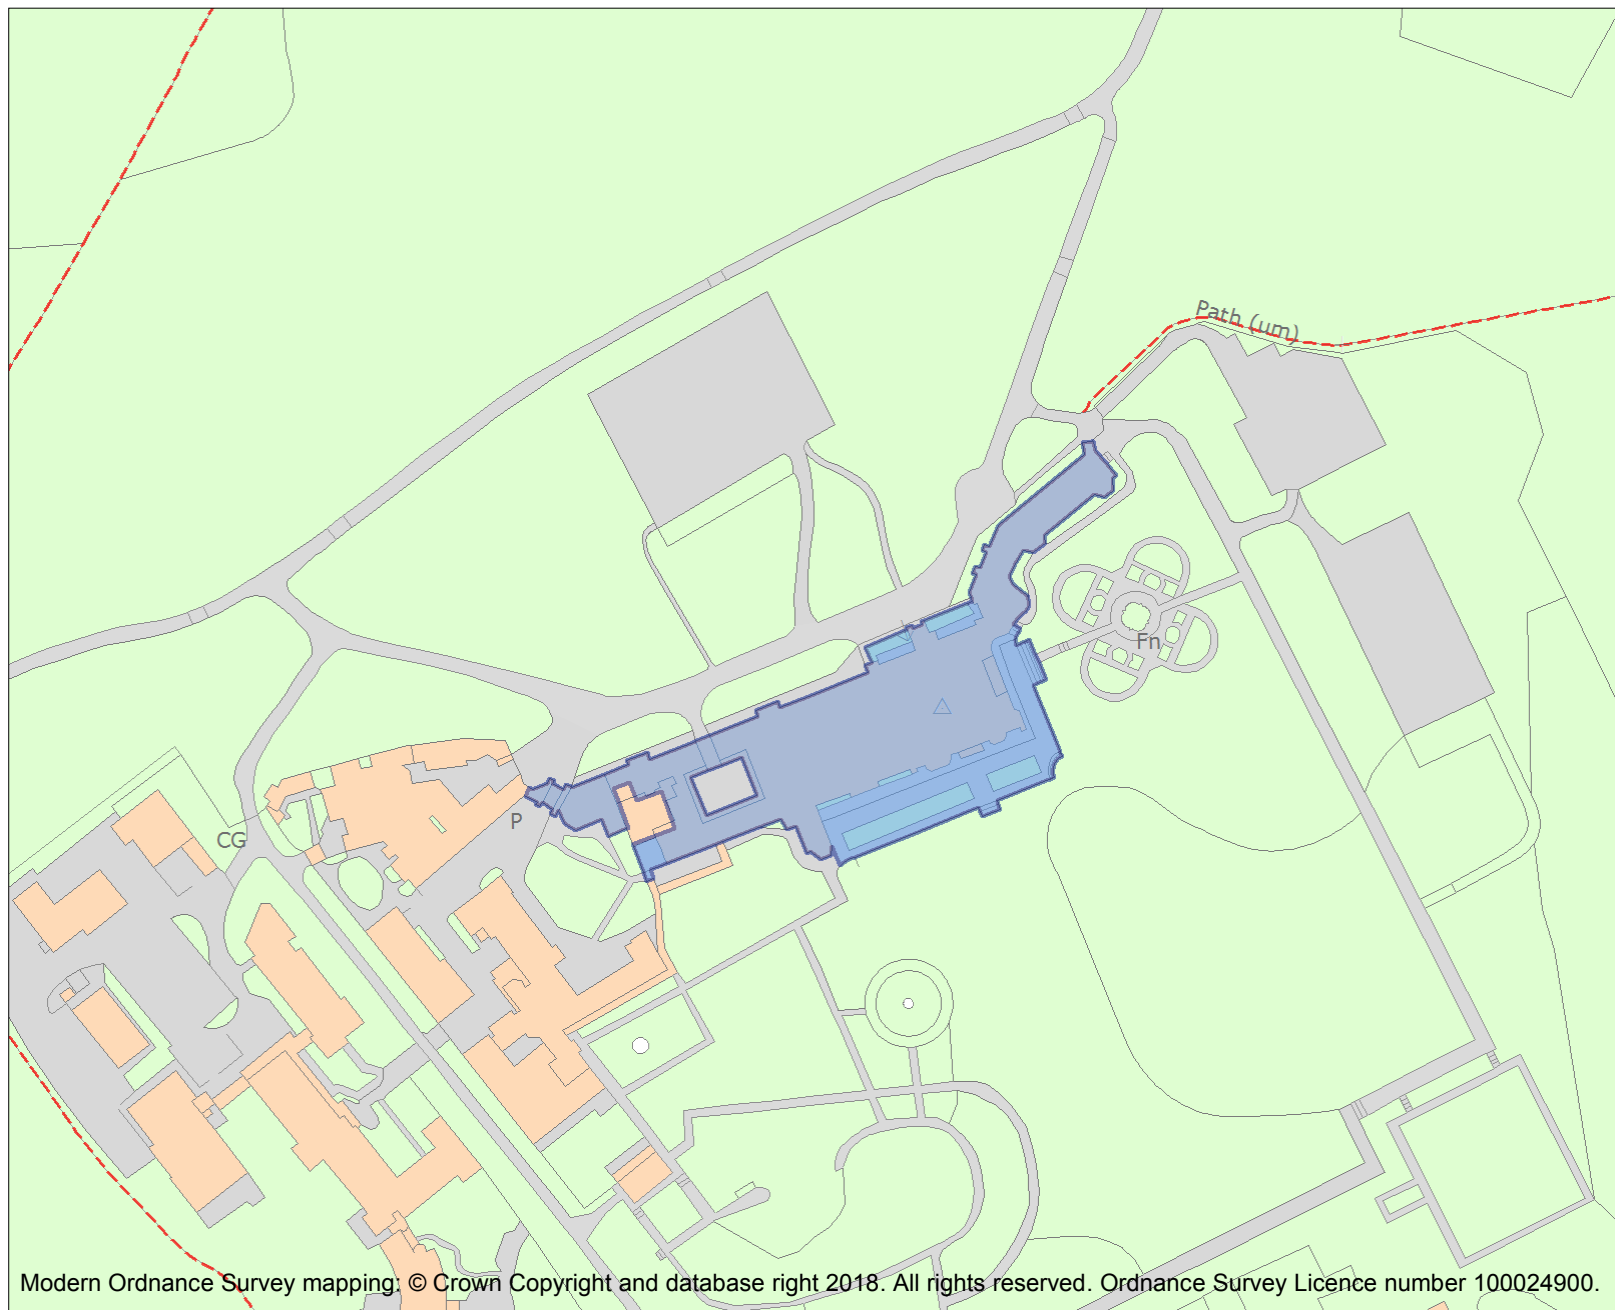 Path (um)
Fn
P
CG
Modern Ordnance Survey mapping: © Crown Copyright and database right 2018. All rights reserved. Ordnance Survey Licence number 100024900.